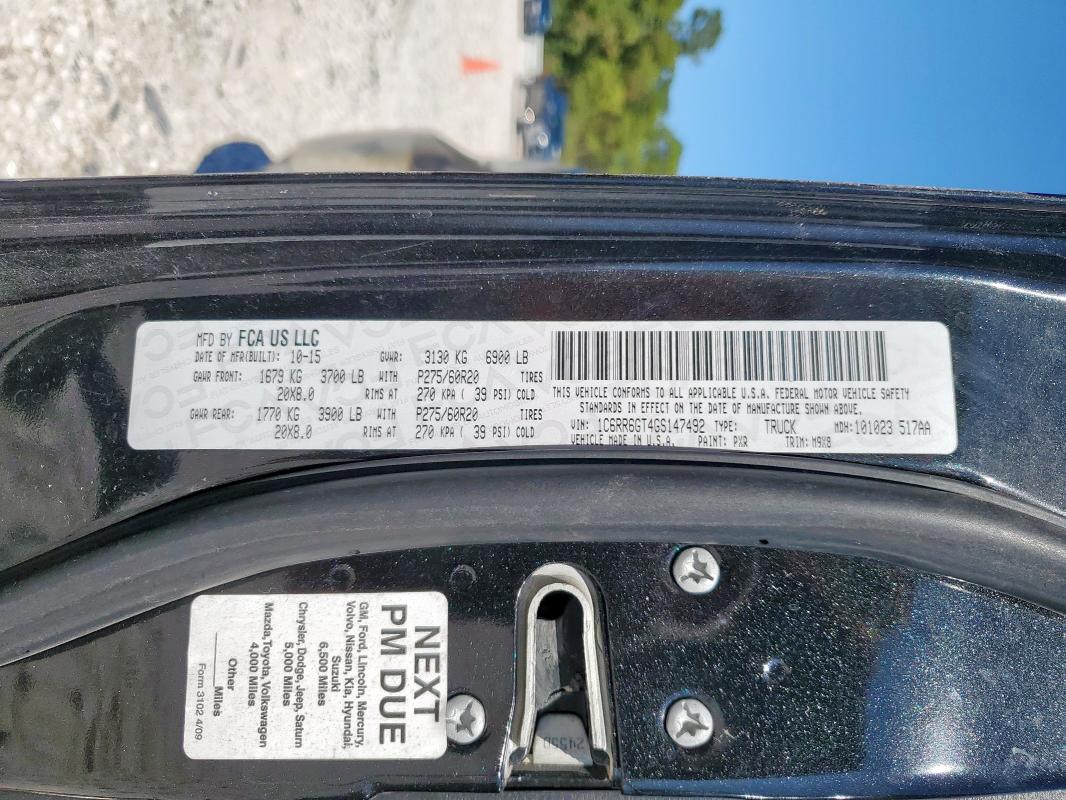 MFD BY FCA US LLC
DATE OF MFR(BUILT): 10-15 GVWR: 3130 KG 6900 LB
GAWR FRONT: 1679 KG 3700 LB WITH P275/60R20 TIRES
20X8.0 RIMS AT 270 KPA ( 39 PSI) COLD
GAWR REAR: 1770 KG 3900 LB WITH P275/60R20 TIRES
20X8.0 RIMS AT 270 KPA ( 39 PSI) COLD
THIS VEHICLE CONFORMS TO ALL APPLICABLE U.S.A. FEDERAL MOTOR VEHICLE SAFETY
STANDARDS IN EFFECT ON THE DATE OF MANUFACTURE SHOWN ABOVE.
VIN: 1C6RR6GT4GS147492 TYPE: TRUCK MDH: 101023 517AA
VEHICLE MADE IN U.S.A. PAINT: PXR TRIM: M9X8
NEXT
PM DUE
GM, Ford, Lincoln, Mercury,
Volvo, Nissan, Kia, Hyundai,
Suzuki
6,500 Miles
Chrysler, Dodge, Jeep, Saturn
5,000 Miles
Mazda, Toyota, Volkswagen
4,000 Miles
Other
Miles
Form 3102 4/09